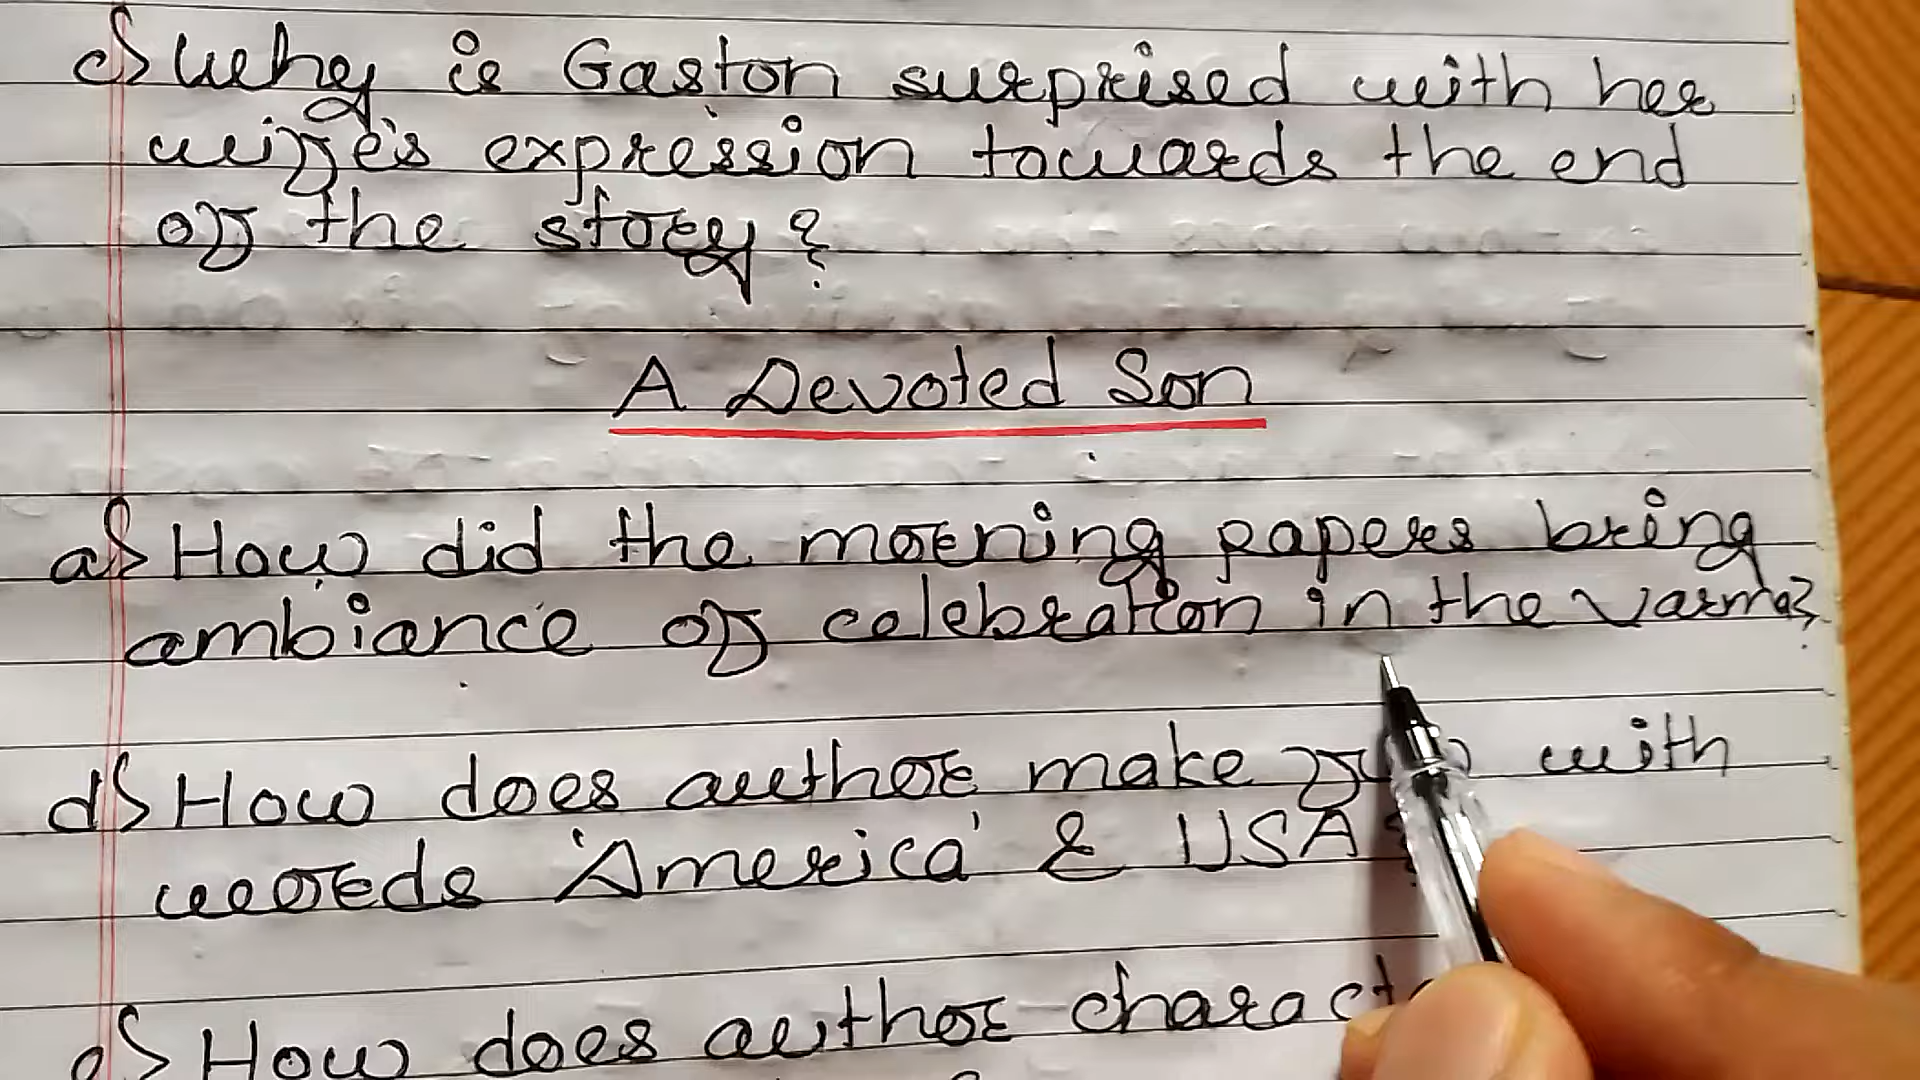 c) Why is Gaston surprised with her
wife's expression towards the end
of the story?
A Devoted Son
a) How did the morning papers bring
ambiance of celebration in the Varma?
d) How does author make with
words 'America' & USA
e) How does author